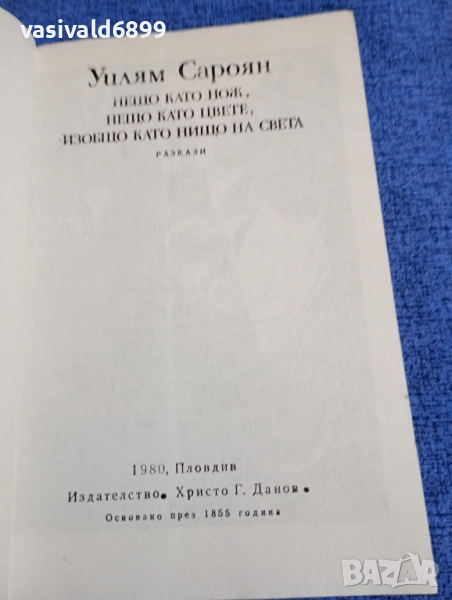 vasivald6899
Уилям Сароян
НЕЩО КАТО НОЖ,
НЕЩО КАТО ЦВЕТЕ,
ИЗОБЩО КАТО НИЩО НА СВЕТА
РАЗКАЗИ
1980, Пловдив
Издателство • Христо Г. Данов •
Основано през 1855 година
BAZAR